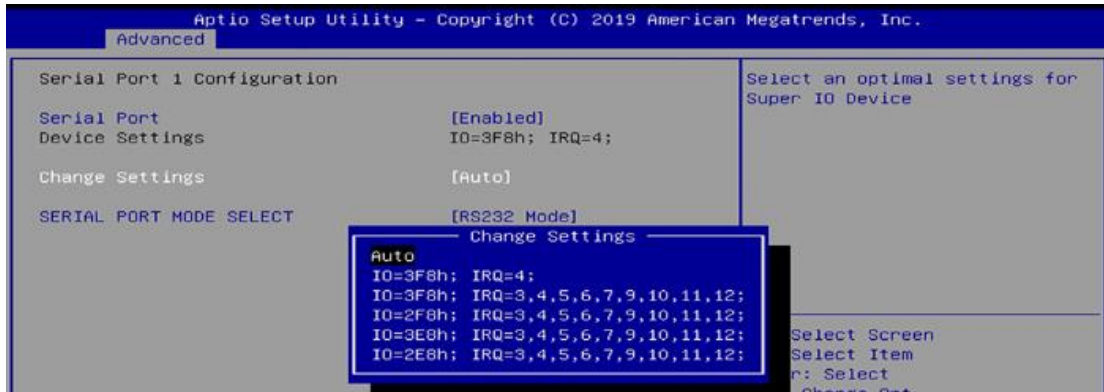 Aptio Setup Utility – Copyright (C) 2019 American Megatrends, Inc.
Advanced
Serial Port 1 Configuration
Serial Port [Enabled]
Device Settings IO=3F8h; IRQ=4;
Change Settings [Auto]
SERIAL PORT MODE SELECT [RS232 Mode]
Change Settings
Auto
IO=3F8h; IRQ=4;
IO=3F8h; IRQ=3,4,5,6,7,9,10,11,12;
IO=2F8h; IRQ=3,4,5,6,7,9,10,11,12;
IO=3E8h; IRQ=3,4,5,6,7,9,10,11,12;
IO=2E8h; IRQ=3,4,5,6,7,9,10,11,12;
Select an optimal settings for
Super IO Device
Select Screen
Select Item
r: Select
Change Opt.